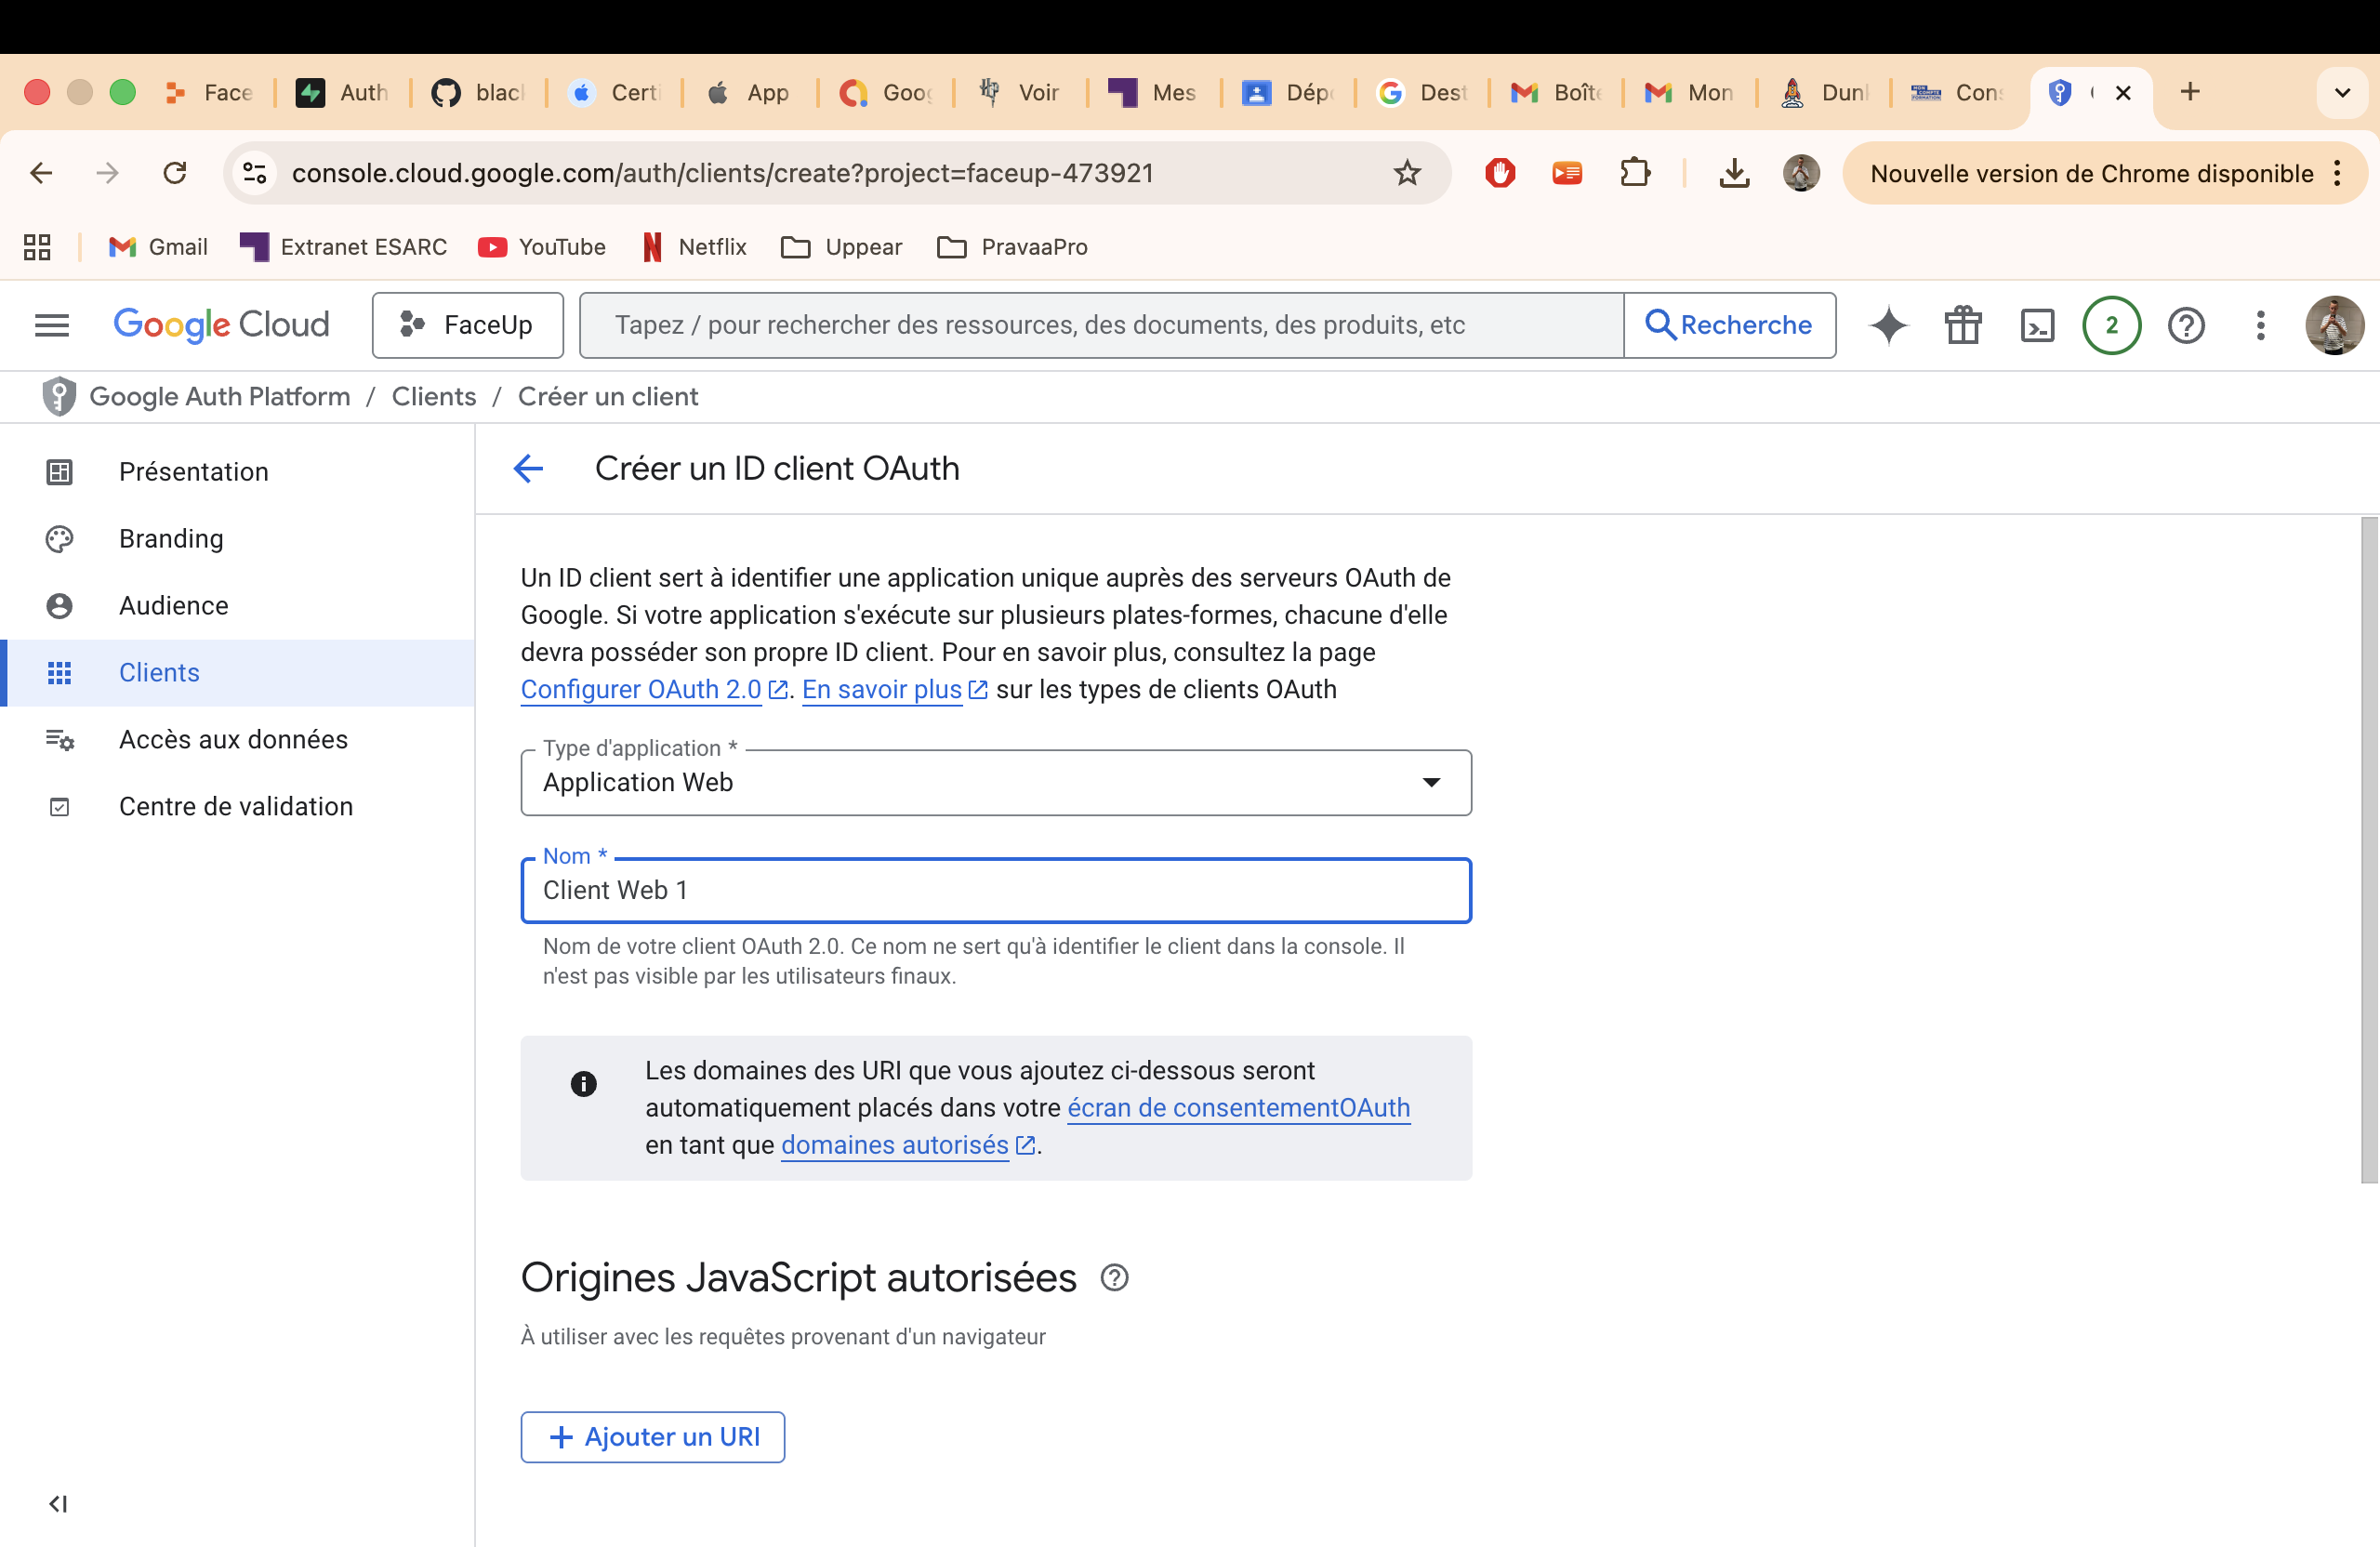 Face
Auth
blac
Certi
App
Goog
Voir
Mes
Dépo
Dest
Boîte
Mon
Dunl
Cons
console.cloud.google.com/auth/clients/create?project=faceup-473921
Nouvelle version de Chrome disponible
Gmail
Extranet ESARC
YouTube
Netflix
Uppear
PravaaPro
Google Cloud
FaceUp
Tapez / pour rechercher des ressources, des documents, des produits, etc
Recherche
2
Google Auth Platform / Clients / Créer un client
Présentation
Branding
Audience
Clients
Accès aux données
Centre de validation
Créer un ID client OAuth
Un ID client sert à identifier une application unique auprès des serveurs OAuth de
Google. Si votre application s'exécute sur plusieurs plates-formes, chacune d'elle
devra posséder son propre ID client. Pour en savoir plus, consultez la page
Configurer OAuth 2.0. En savoir plus sur les types de clients OAuth
Type d'application *
Application Web
Nom *
Client Web 1
Nom de votre client OAuth 2.0. Ce nom ne sert qu'à identifier le client dans la console. Il
n'est pas visible par les utilisateurs finaux.
Les domaines des URI que vous ajoutez ci-dessous seront
automatiquement placés dans votre écran de consentementOAuth
en tant que domaines autorisés.
Origines JavaScript autorisées
À utiliser avec les requêtes provenant d'un navigateur
+ Ajouter un URI